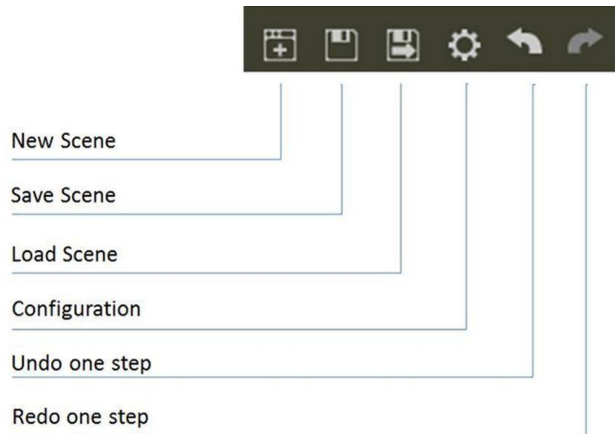 New Scene
Save Scene
Load Scene
Configuration
Undo one step
Redo one step